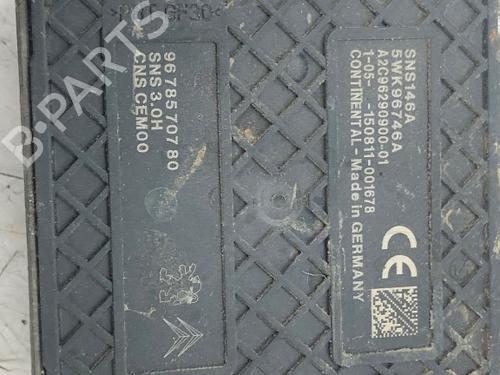 SNS146A
5WK96746A
A2C96290900-01
1-05- -150811-001678
CONTINENTAL - Made in GERMANY
CE
96 785 707 80
SNS 3.0H
CNS CEMOO
B-PARTS